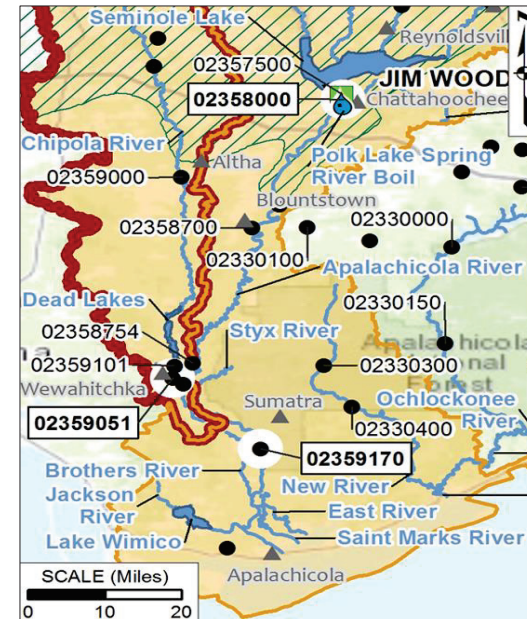 Seminole Lake
Reynoldsvill
02357500
JIM WOOD
02358000
Chattahoochee
Chipola River
Polk Lake Spring
River Boil
Altha
02359000
Blountstown
02358700
02330000
02330100
Apalachicola River
Dead Lakes
02330150
02358754
Styx River
Apalachicola
National
Forest
02359101
02330300
Wewahitchka
Sumatra
Ochlockonee
River
02359051
02330400
02359170
Brothers River
New River
Jackson
River
East River
Lake Wimico
Saint Marks River
SCALE (Miles)
Apalachicola
0 10 20